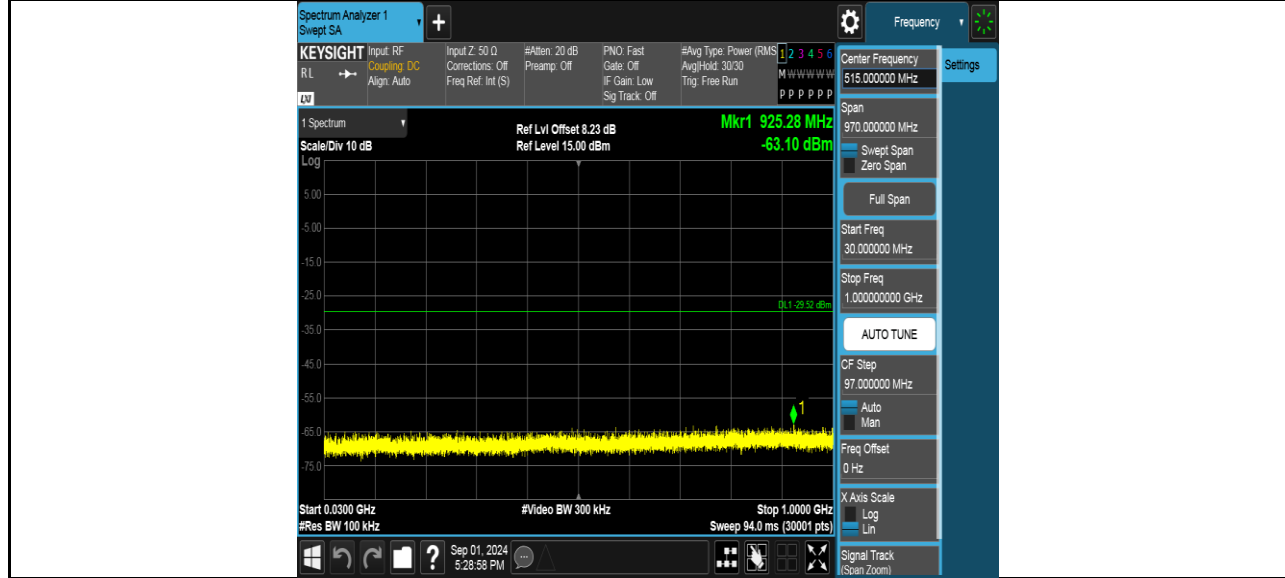 Spectrum Analyzer 1
Swept SA
+
Frequency
KEYSIGHT
RL
LXI
Input: RF
Coupling: DC
Align: Auto
Input Z: 50 Ω
Corrections: Off
Freq Ref: Int (S)
#Atten: 20 dB
Preamp: Off
PNO: Fast
Gate: Off
IF Gain: Low
Sig Track: Off
#Avg Type: Power (RMS
Avg|Hold: 30/30
Trig: Free Run
1 2 3 4 5 6
M W W W W W
P P P P P P
Center Frequency
515.000000 MHz
Settings
Span
970.000000 MHz
Swept Span
Zero Span
Full Span
Start Freq
30.000000 MHz
Stop Freq
1.000000000 GHz
AUTO TUNE
CF Step
97.000000 MHz
Auto
Man
Freq Offset
0 Hz
X Axis Scale
Log
Lin
Signal Track
(Span Zoom)
1 Spectrum
Scale/Div 10 dB
Log
Ref Lvl Offset 8.23 dB
Ref Level 15.00 dBm
Mkr1 925.28 MHz
-63.10 dBm
5.00
-5.00
-15.0
-25.0
DL1 -29.52 dBm
-35.0
-45.0
-55.0
1
-65.0
-75.0
Start 0.0300 GHz
#Res BW 100 kHz
#Video BW 300 kHz
Stop 1.0000 GHz
Sweep 94.0 ms (30001 pts)
?
Sep 01, 2024
5:28:58 PM